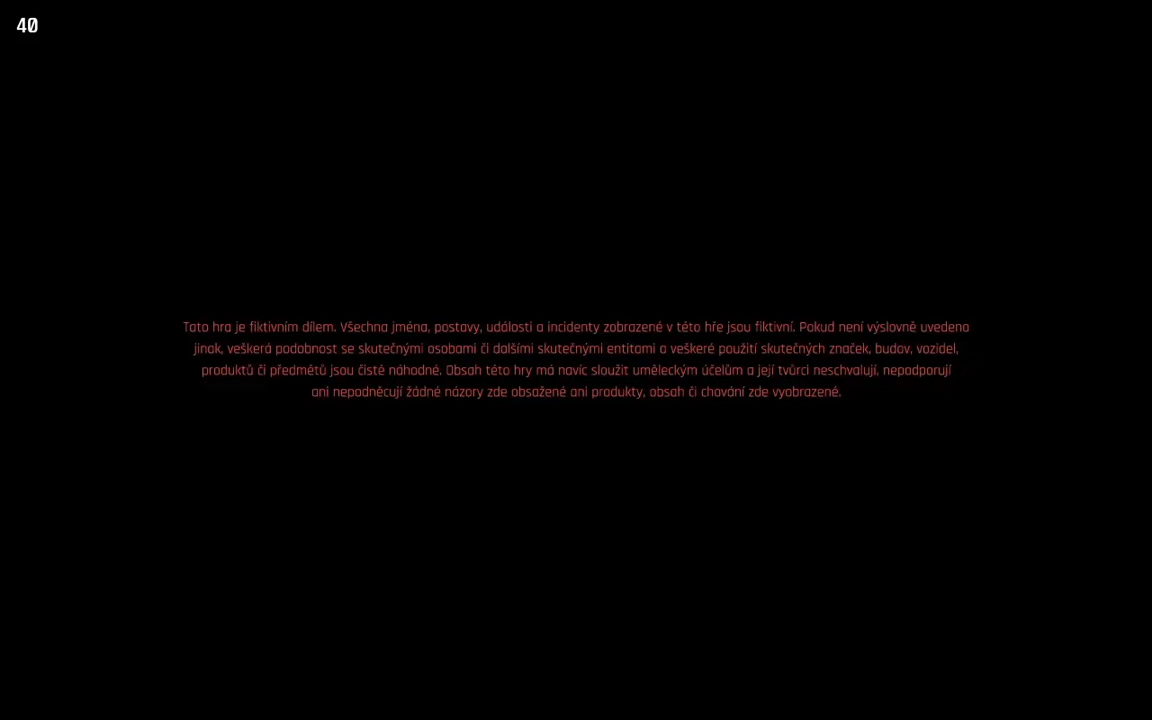 40
Tato hra je fiktivním dílem. Všechna jména, postavy, události a incidenty zobrazené v této hře jsou fiktivní. Pokud není výslovně uvedeno
jinak, veškerá podobnost se skutečnými osobami či dalšími skutečnými entitami a veškeré použití skutečných značek, budov, vozidel,
produktů či předmětů jsou čistě náhodné. Obsah této hry má navíc sloužit uměleckým účelům a její tvůrci neschvalují, nepodporují
ani nepodněcují žádné názory zde obsažené ani produkty, obsah či chování zde vyobrazené.